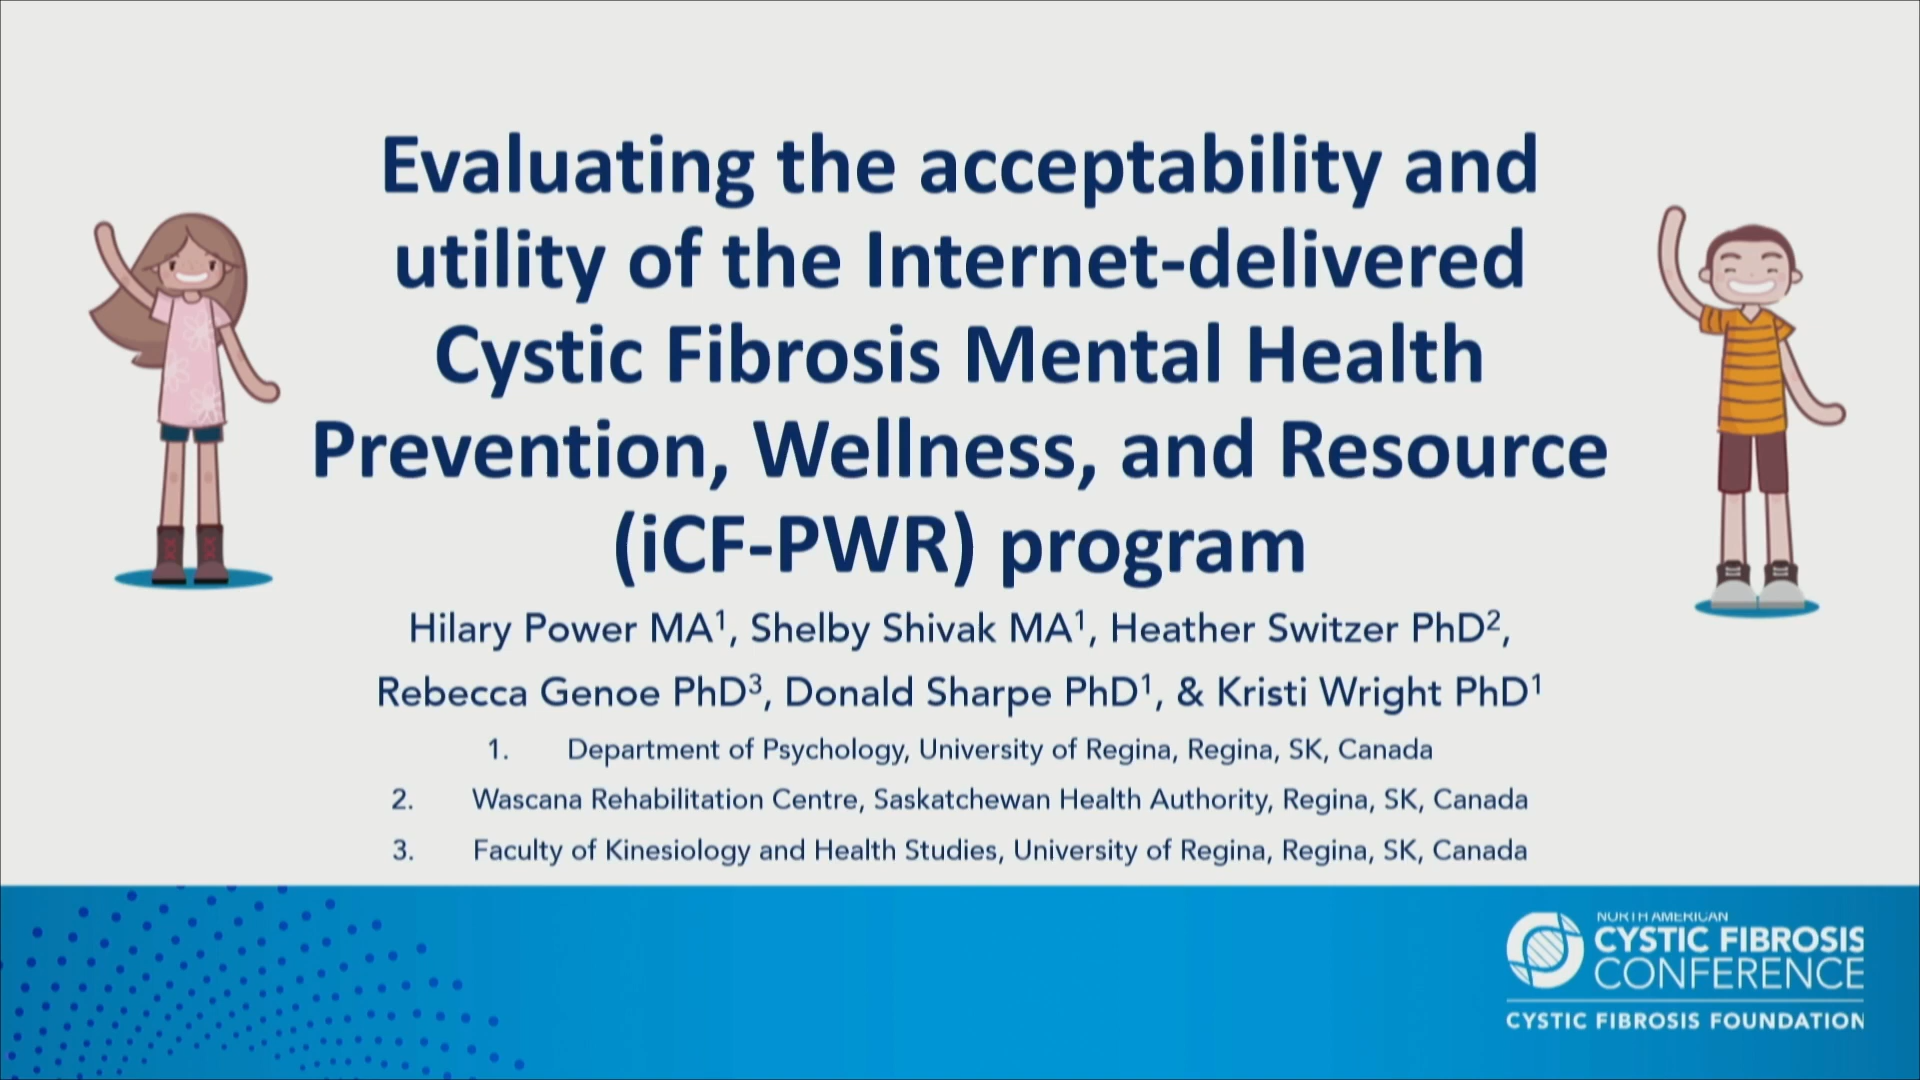 Evaluating the acceptability and
utility of the Internet-delivered
Cystic Fibrosis Mental Health
Prevention, Wellness, and Resource
(iCF-PWR) program
Hilary Power MA¹, Shelby Shivak MA¹, Heather Switzer PhD²,
Rebecca Genoe PhD³, Donald Sharpe PhD¹, & Kristi Wright PhD¹
1. Department of Psychology, University of Regina, Regina, SK, Canada
2. Wascana Rehabilitation Centre, Saskatchewan Health Authority, Regina, SK, Canada
3. Faculty of Kinesiology and Health Studies, University of Regina, Regina, SK, Canada
NORTH AMERICAN
CYSTIC FIBROSIS
CONFERENCE
CYSTIC FIBROSIS FOUNDATION